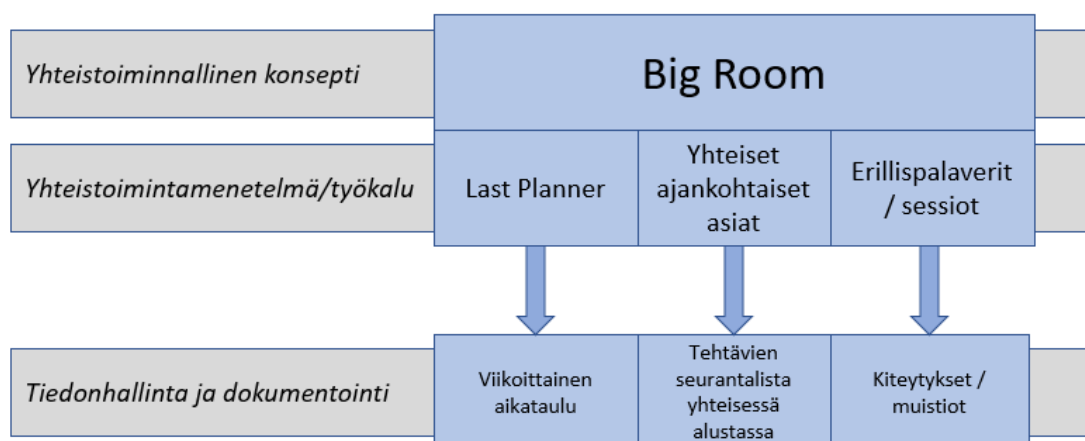 Yhteistoiminnallinen konsepti
Big Room
Yhteistoimintamenetelmä/työkalu
Last Planner
Yhteiset
ajankohtaiset
asiat
Erillispalaverit
/ sessiot
Tiedonhallinta ja dokumentointi
Viikoittainen
aikataulu
Tehtävien
seurantalista
yhteisessä
alustassa
Kiteytykset /
muistiot